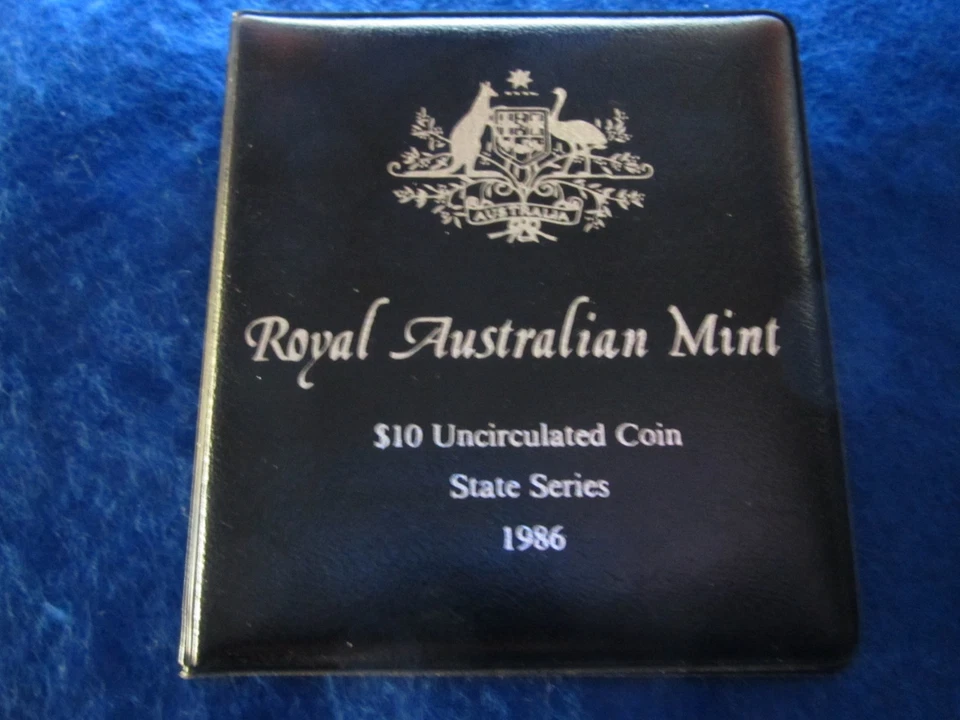 AUSTRALIA
Royal Australian Mint
$10 Uncirculated Coin
State Series
1986